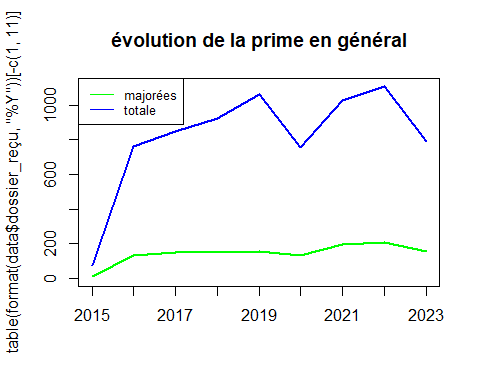 évolution de la prime en général
table(format(data$dossier_reçu, "%Y"))[-c(1, 11)]
majorées
totale
1000
600
200
0
2015
2017
2019
2021
2023